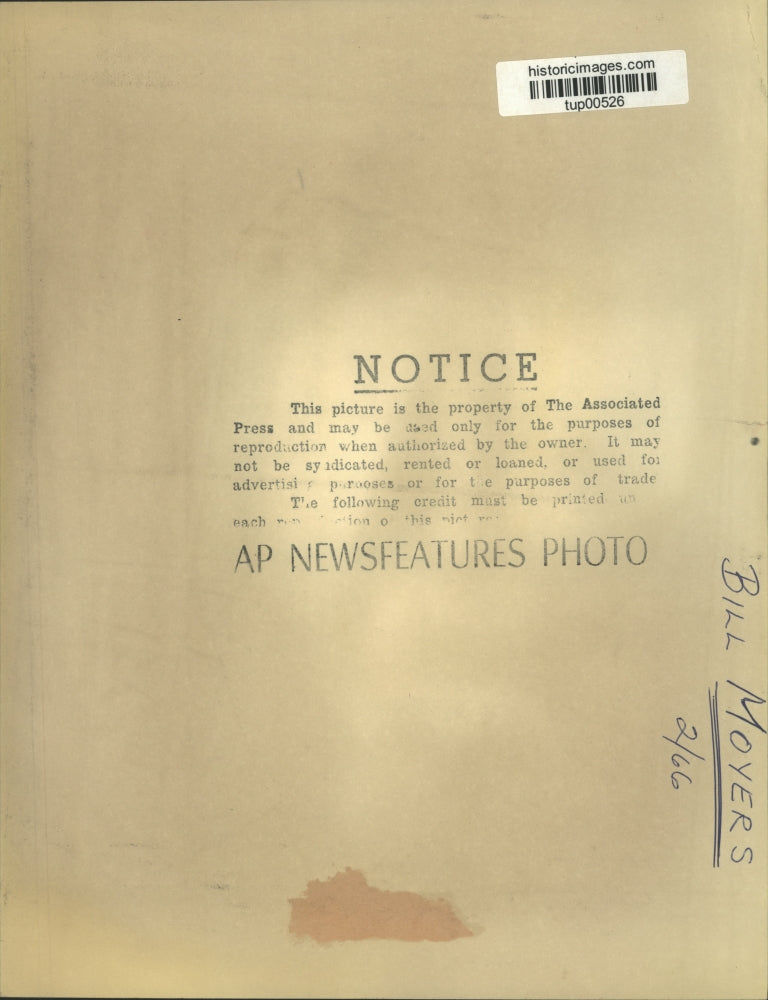 historicimages.com
tup00526
NOTICE
This picture is the property of The Associated
Press and may be used only for the purposes of
reproduction when authorized by the owner. It may
not be syndicated, rented or loaned, or used for
advertising purposes or for the purposes of trade
The following credit must be printed on
each of this
AP NEWSFEATURES PHOTO
BILL MOYERS
2/66